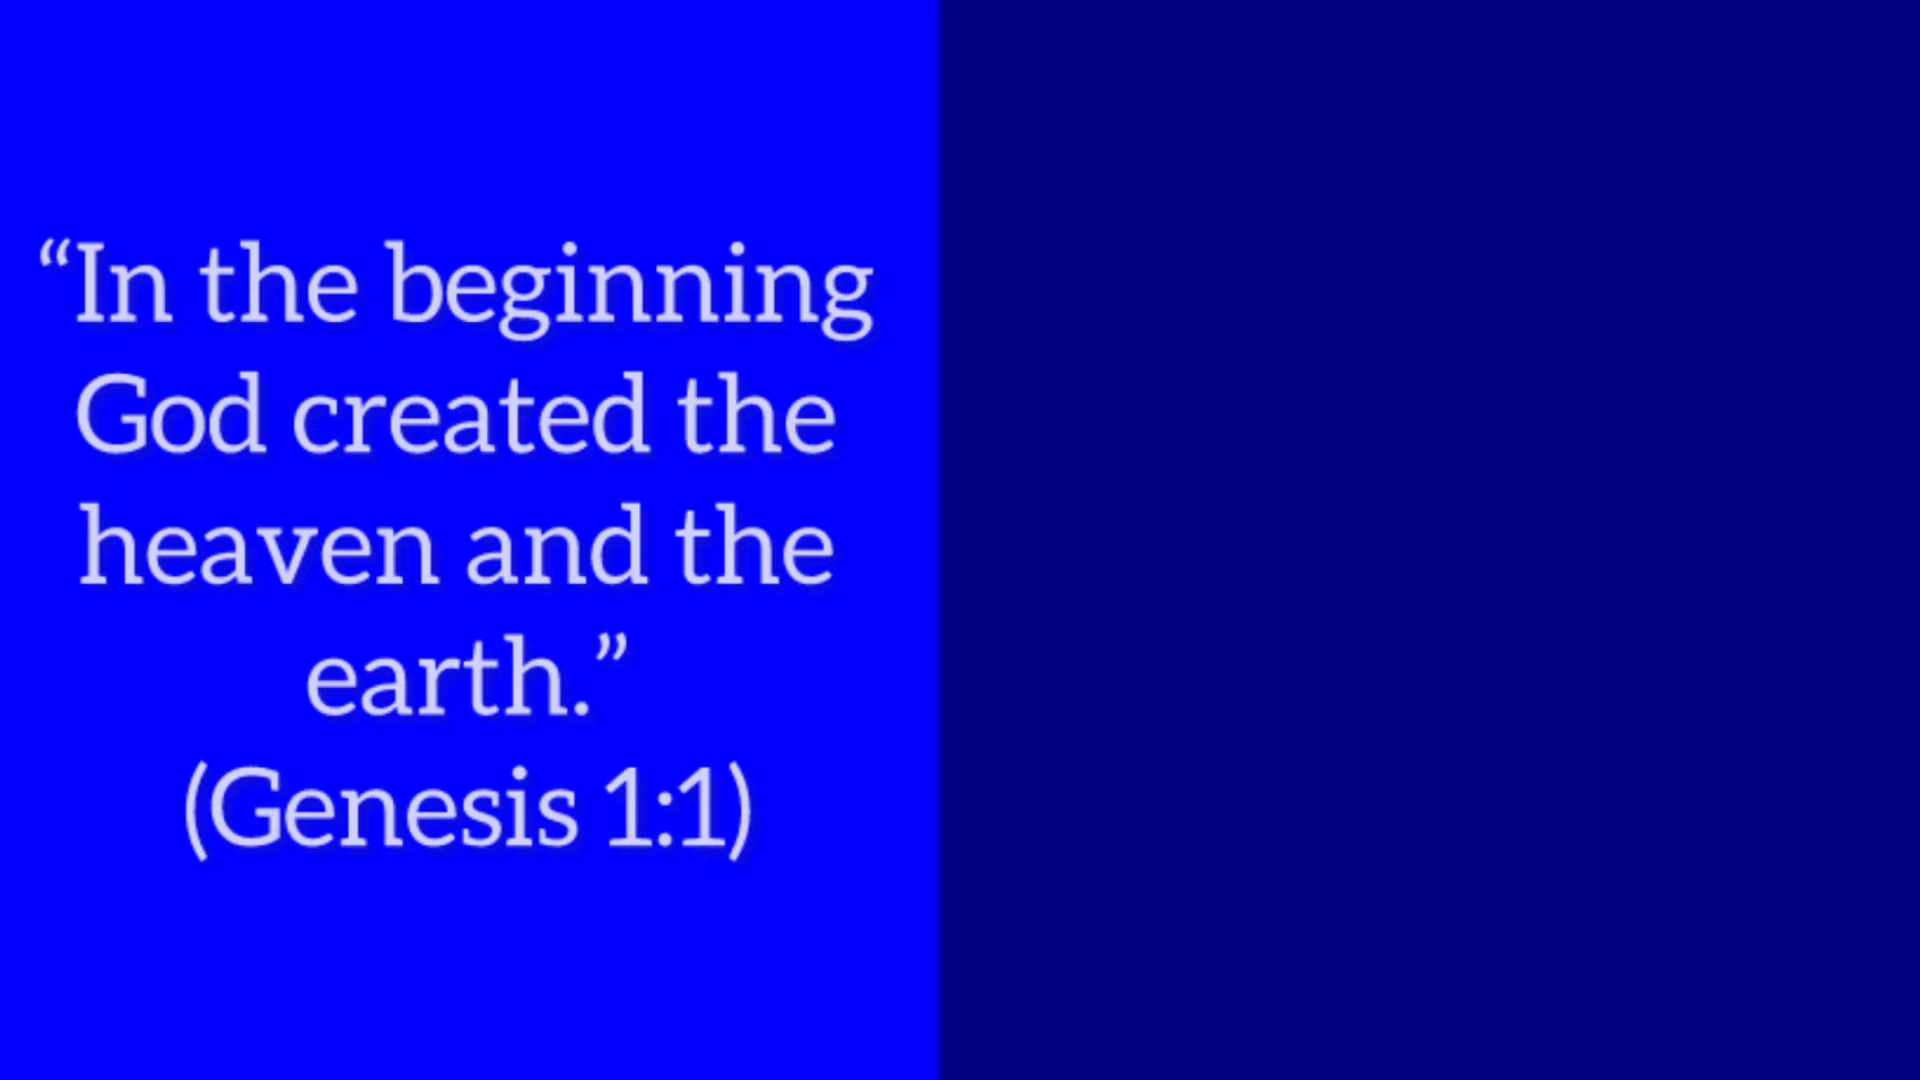 “In the beginning
God created the
heaven and the
earth.”
(Genesis 1:1)